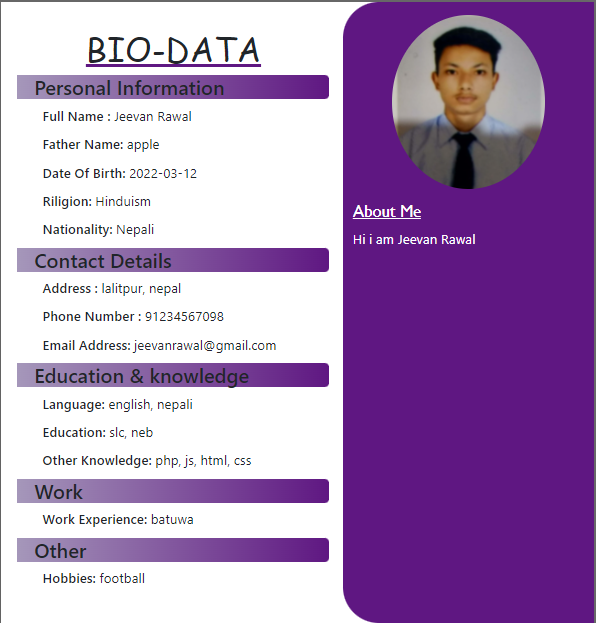 BIO-DATA
Personal Information
Full Name : Jeevan Rawal
Father Name: apple
Date Of Birth: 2022-03-12
Riligion: Hinduism
Nationality: Nepali
Contact Details
Address : lalitpur, nepal
Phone Number : 91234567098
Email Address: jeevanrawal@gmail.com
Education & knowledge
Language: english, nepali
Education: slc, neb
Other Knowledge: php, js, html, css
Work
Work Experience: batuwa
Other
Hobbies: football
About Me
Hi i am Jeevan Rawal